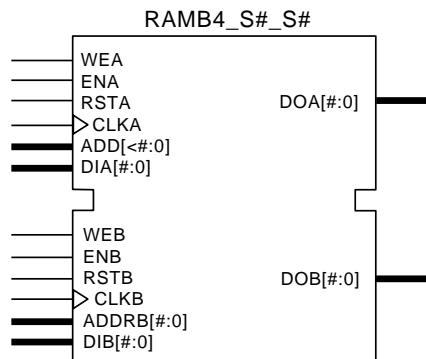 RAMB4_S#_S#
WEA
ENA
RSTA
CLKA
ADD[<#:0]
DIA[#:0]
DOA[#:0]
WEB
ENB
RSTB
CLKB
ADDRB[#:0]
DIB[#:0]
DOB[#:0]